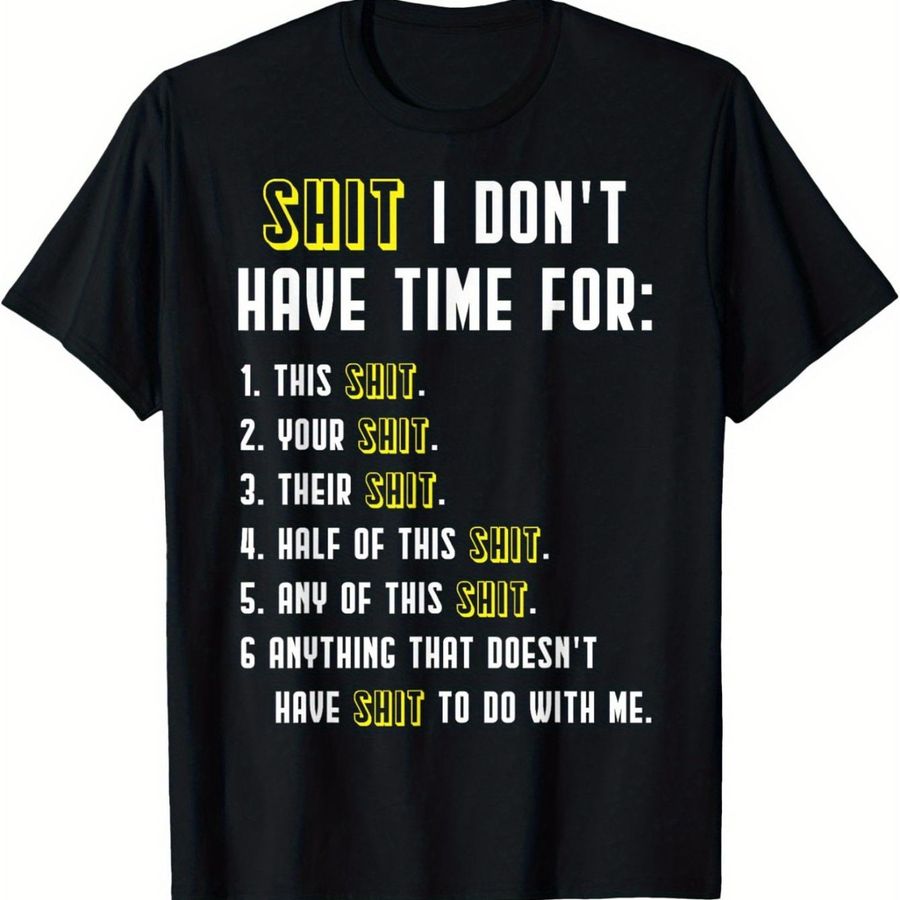 SHIT I DON'T
HAVE TIME FOR:
1. THIS SHIT.
2. YOUR SHIT.
3. THEIR SHIT.
4. HALF OF THIS SHIT.
5. ANY OF THIS SHIT.
6 ANYTHING THAT DOESN'T
HAVE SHIT TO DO WITH ME.